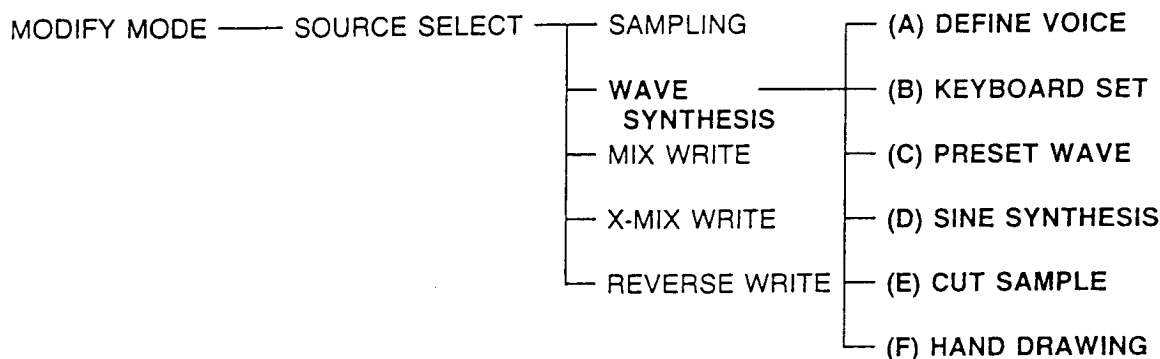 MODIFY MODE
SOURCE SELECT
SAMPLING
WAVE
SYNTHESIS
MIX WRITE
X-MIX WRITE
REVERSE WRITE
(A) DEFINE VOICE
(B) KEYBOARD SET
(C) PRESET WAVE
(D) SINE SYNTHESIS
(E) CUT SAMPLE
(F) HAND DRAWING